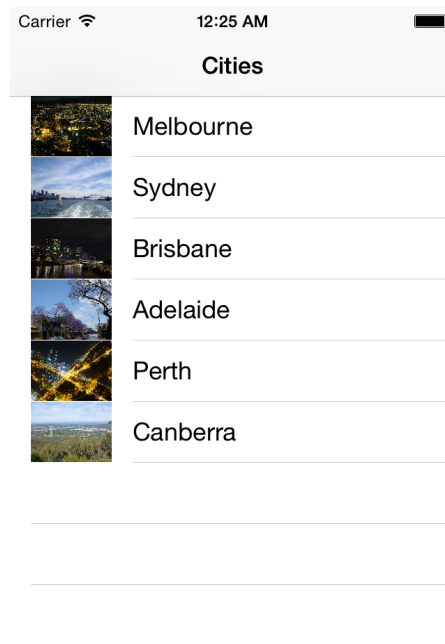 Carrier 12:25 AM
Cities
Melbourne
Sydney
Brisbane
Adelaide
Perth
Canberra